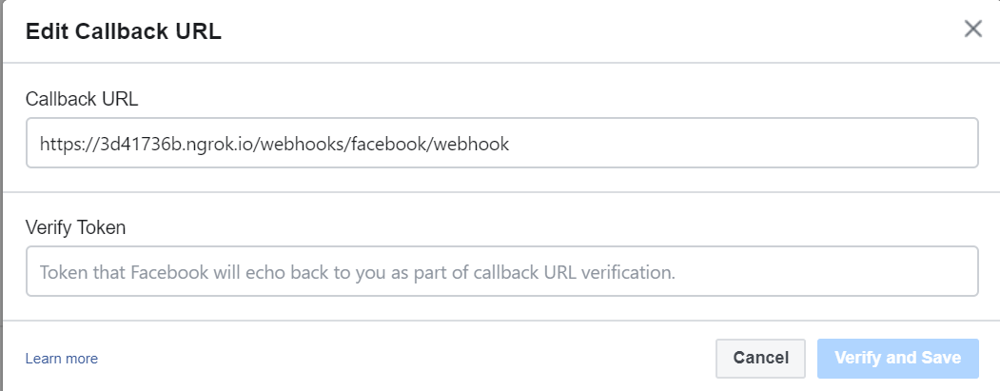 Edit Callback URL
Callback URL
https://3d41736b.ngrok.io/webhooks/facebook/webhook
Verify Token
Token that Facebook will echo back to you as part of callback URL verification.
Learn more
Cancel
Verify and Save